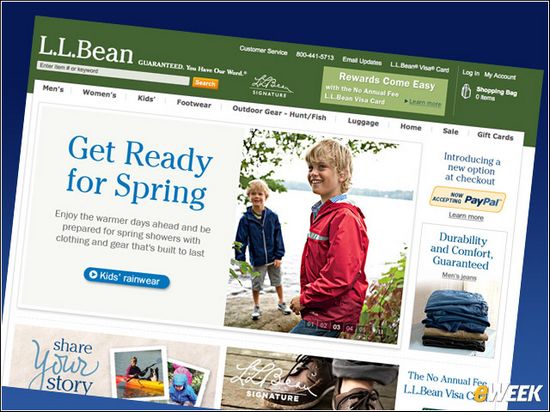 L.L.Bean
GUARANTEED. You Have Our Word.®
Customer Service
800-441-5713
Email Updates
L.L.Bean® Visa® Card
Log In
My Account
Shopping Bag
0 Items
Enter item # or keyword
Search
L.L.Bean
SIGNATURE
Rewards Come Easy
with the No Annual Fee
L.L.Bean Visa Card
Learn more
Men's
Women's
Kids'
Footwear
Outdoor Gear - Hunt/Fish
Luggage
Home
Sale
Gift Cards
Get Ready
for Spring
Enjoy the warmer days ahead and be
prepared for spring showers with
clothing and gear that's built to last
Kids' rainwear
01 02 03 04 05
Introducing a
new option
at checkout
NOW
ACCEPTING
PayPal
Learn more
Durability
and Comfort,
Guaranteed
Men's jeans
share
Your
STORY
L.L.Bean
SIGNATURE
The No Annual Fee
L.L.Bean Visa Card
eWEEK